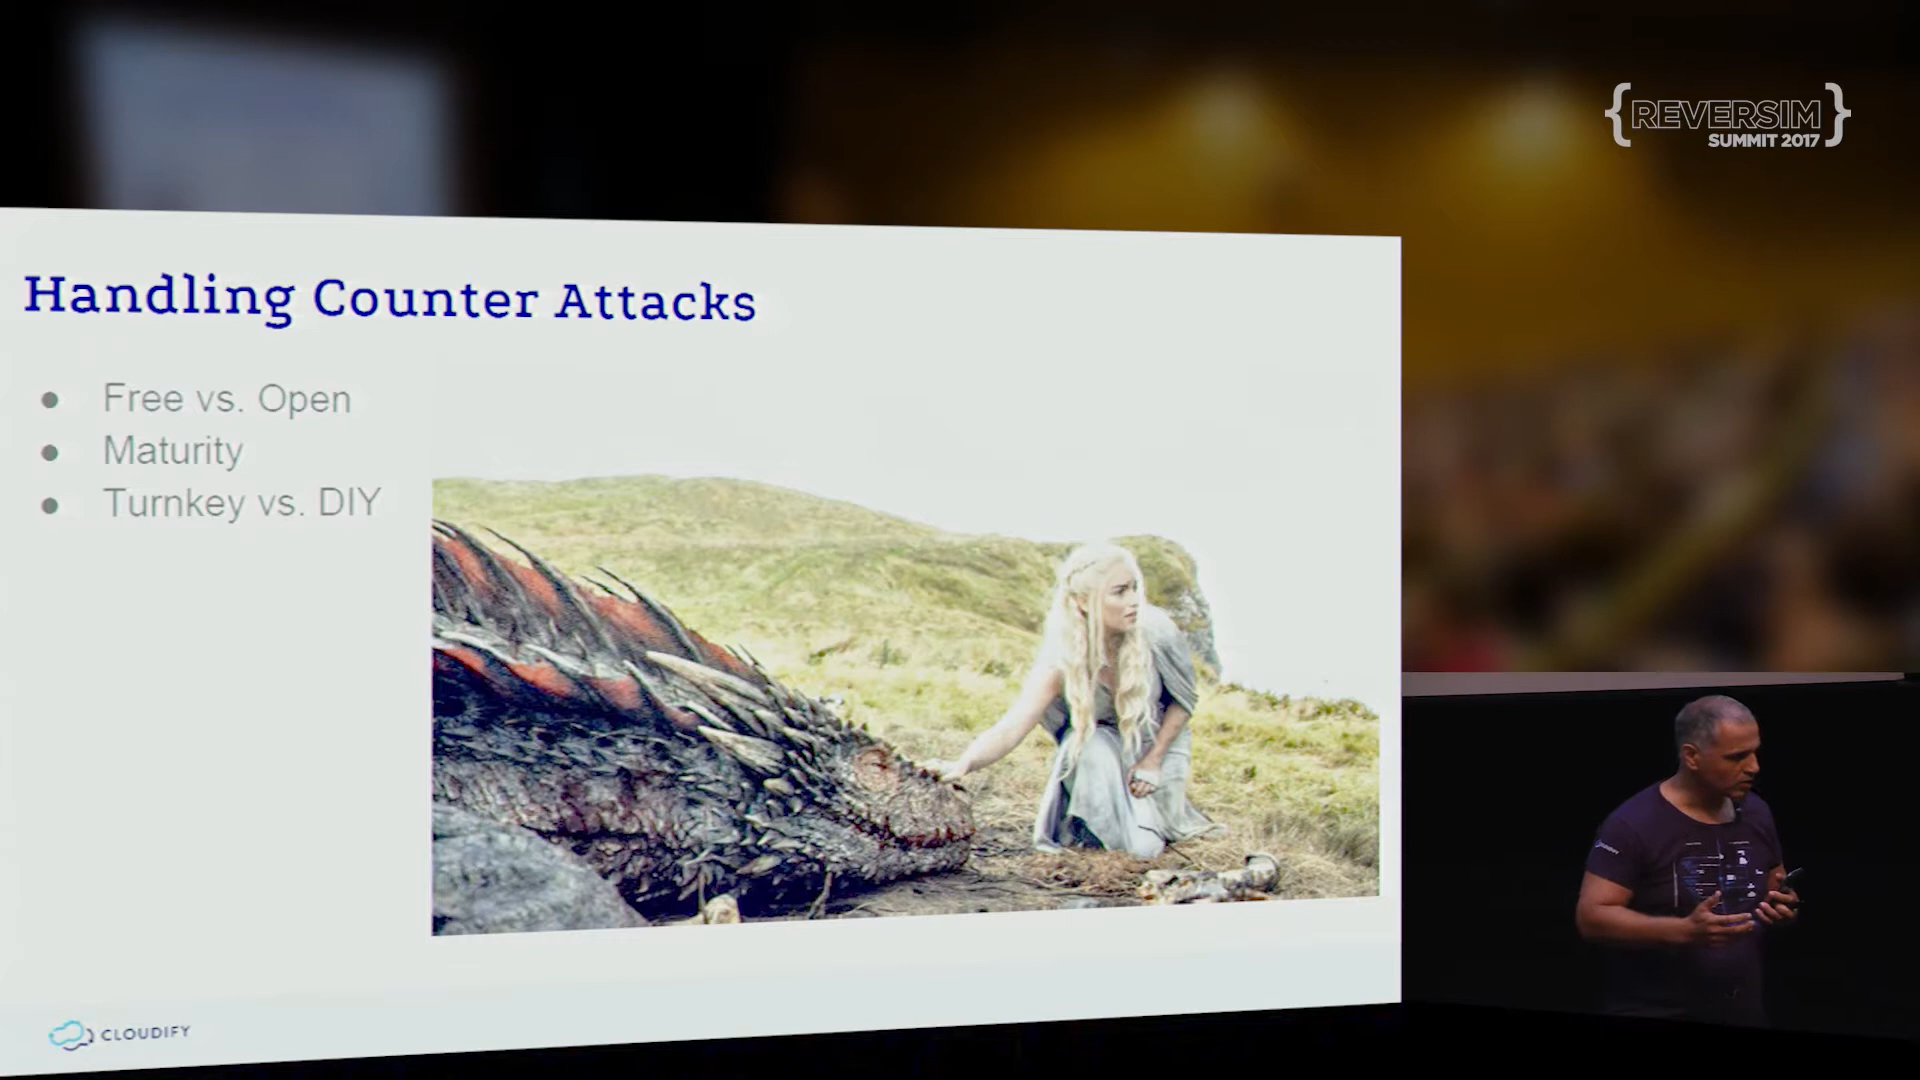 {REVERSIM}
SUMMIT 2017
Handling Counter Attacks
● Free vs. Open
● Maturity
● Turnkey vs. DIY
CLOUDIFY